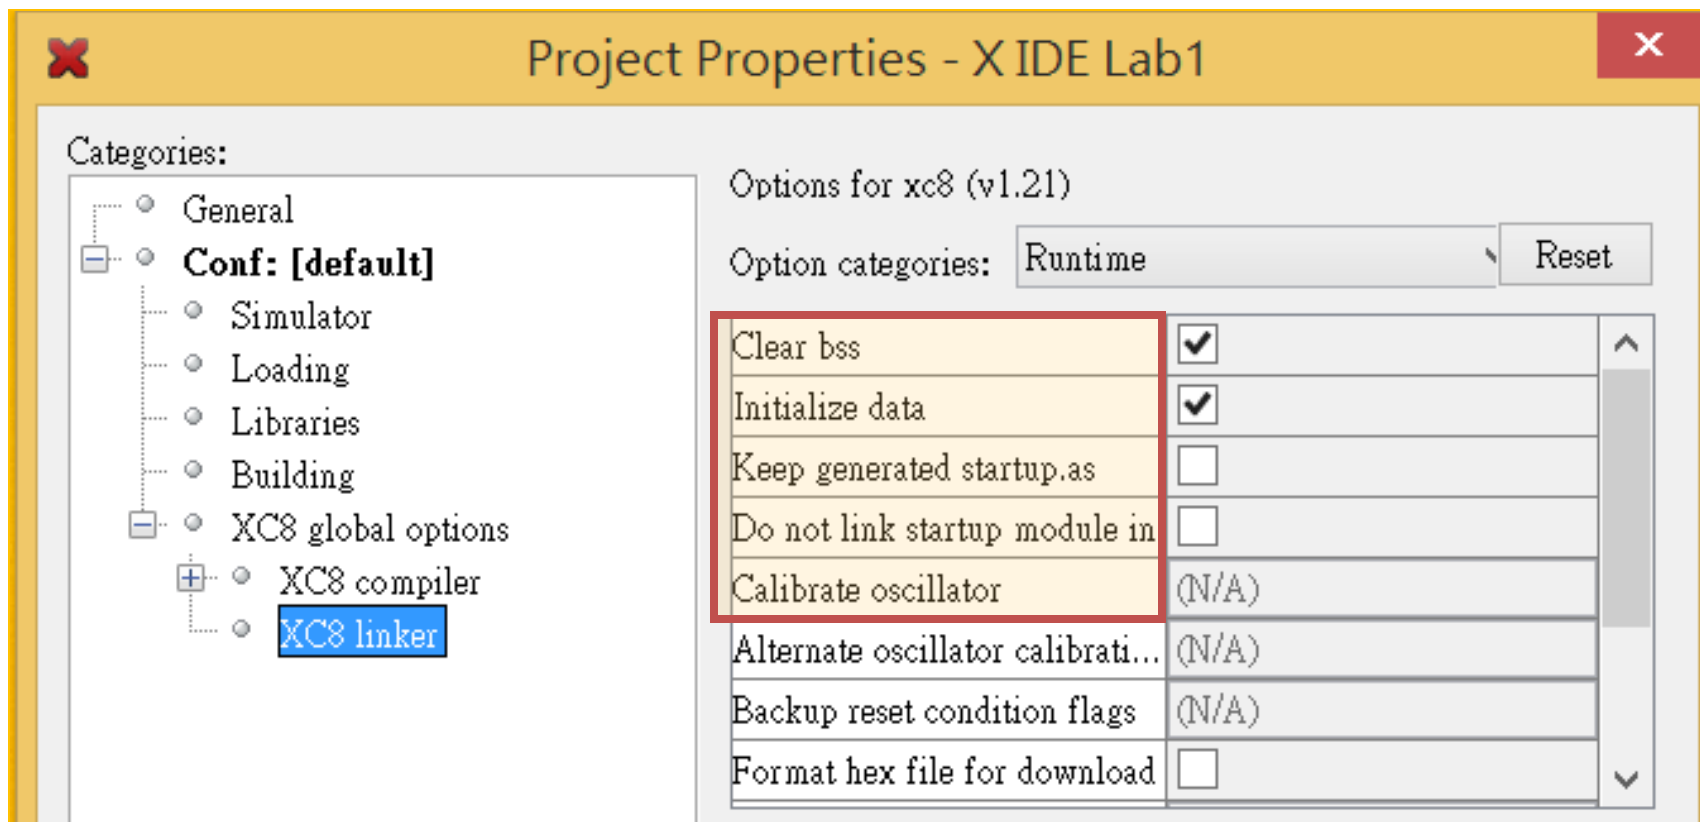 Project Properties - X IDE Lab1
Categories:
General
Conf: [default]
Simulator
Loading
Libraries
Building
XC8 global options
XC8 compiler
XC8 linker
Options for xc8 (v1.21)
Option categories: Runtime Reset
Clear bss
Initialize data
Keep generated startup.as
Do not link startup module in
Calibrate oscillator (N/A)
Alternate oscillator calibrati... (N/A)
Backup reset condition flags (N/A)
Format hex file for download